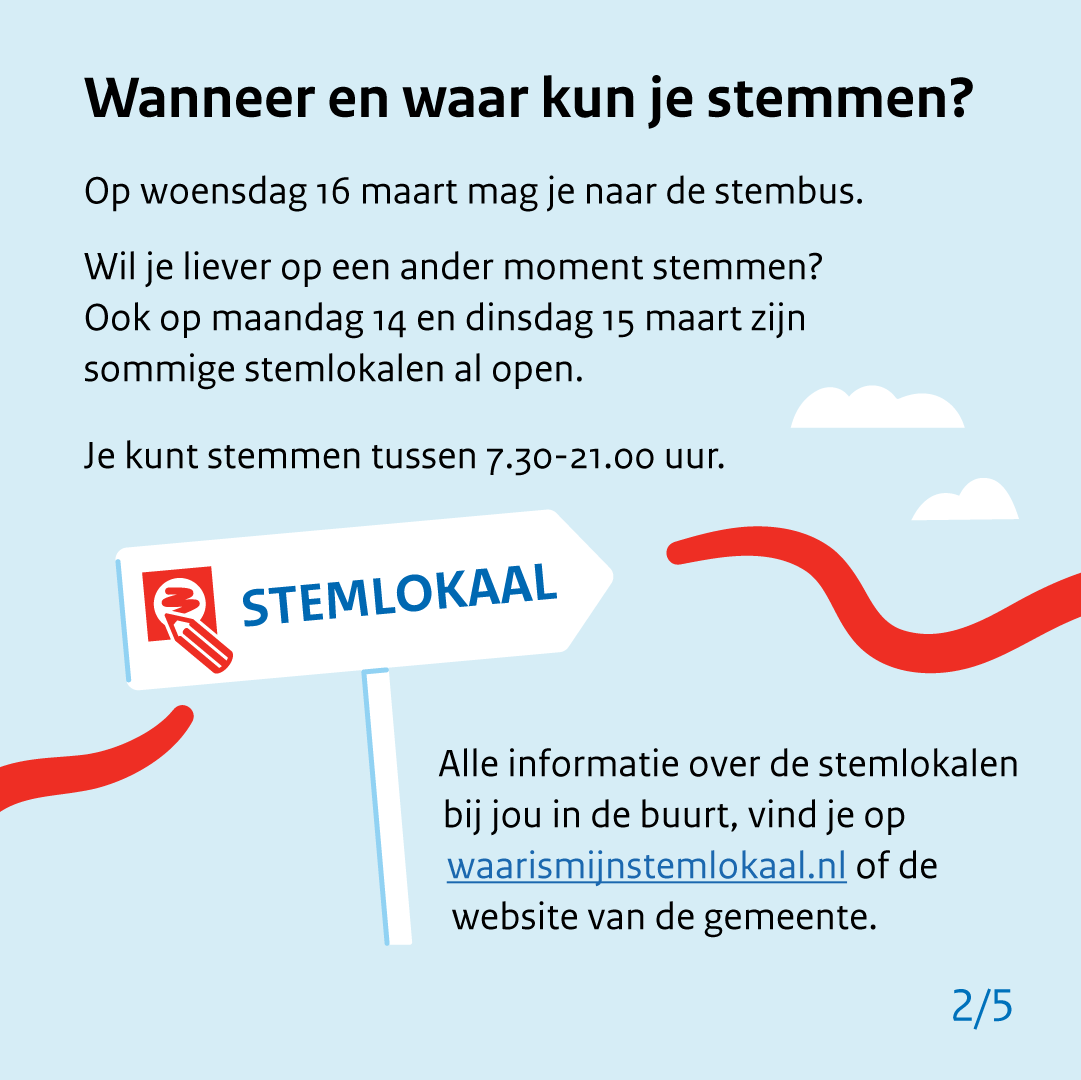 Wanneer en waar kun je stemmen?
Op woensdag 16 maart mag je naar de stembus.
Wil je liever op een ander moment stemmen?
Ook op maandag 14 en dinsdag 15 maart zijn
sommige stemlokalen al open.
Je kunt stemmen tussen 7.30-21.00 uur.
STEMLOKAAL
Alle informatie over de stemlokalen
bij jou in de buurt, vind je op
waarismijnstemlokaal.nl of de
website van de gemeente.
2/5